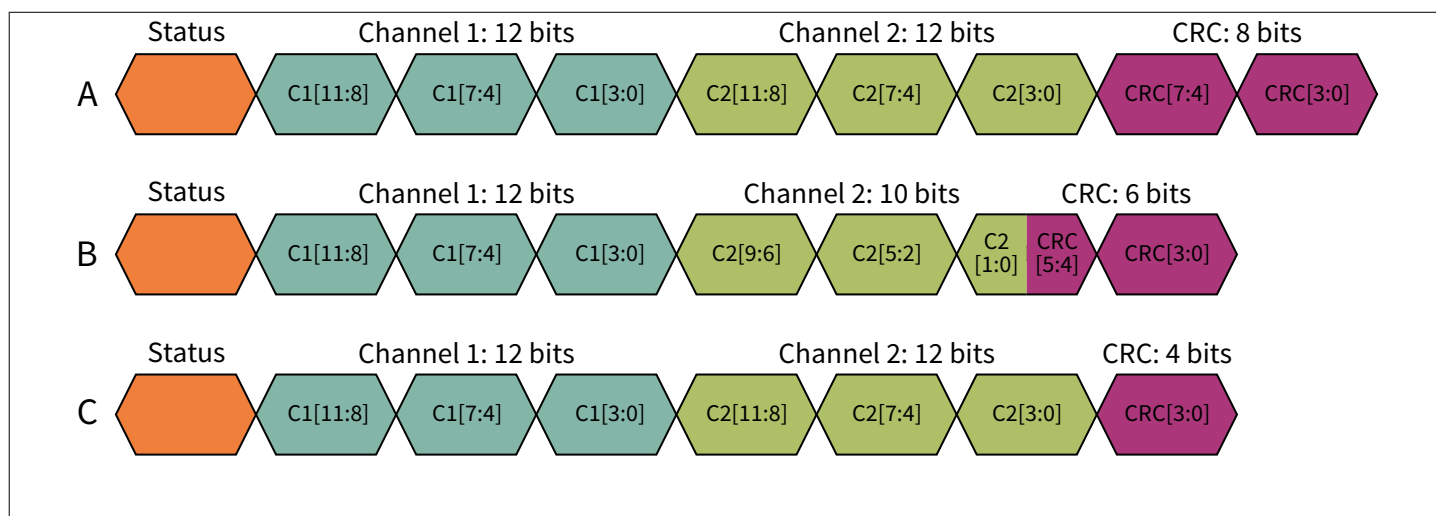 Status Channel 1: 12 bits Channel 2: 12 bits CRC: 8 bits
A C1[11:8] C1[7:4] C1[3:0] C2[11:8] C2[7:4] C2[3:0] CRC[7:4] CRC[3:0]
Status Channel 1: 12 bits Channel 2: 10 bits CRC: 6 bits
B C1[11:8] C1[7:4] C1[3:0] C2[9:6] C2[5:2] C2 [1:0] CRC [5:4] CRC[3:0]
Status Channel 1: 12 bits Channel 2: 12 bits CRC: 4 bits
C C1[11:8] C1[7:4] C1[3:0] C2[11:8] C2[7:4] C2[3:0] CRC[3:0]